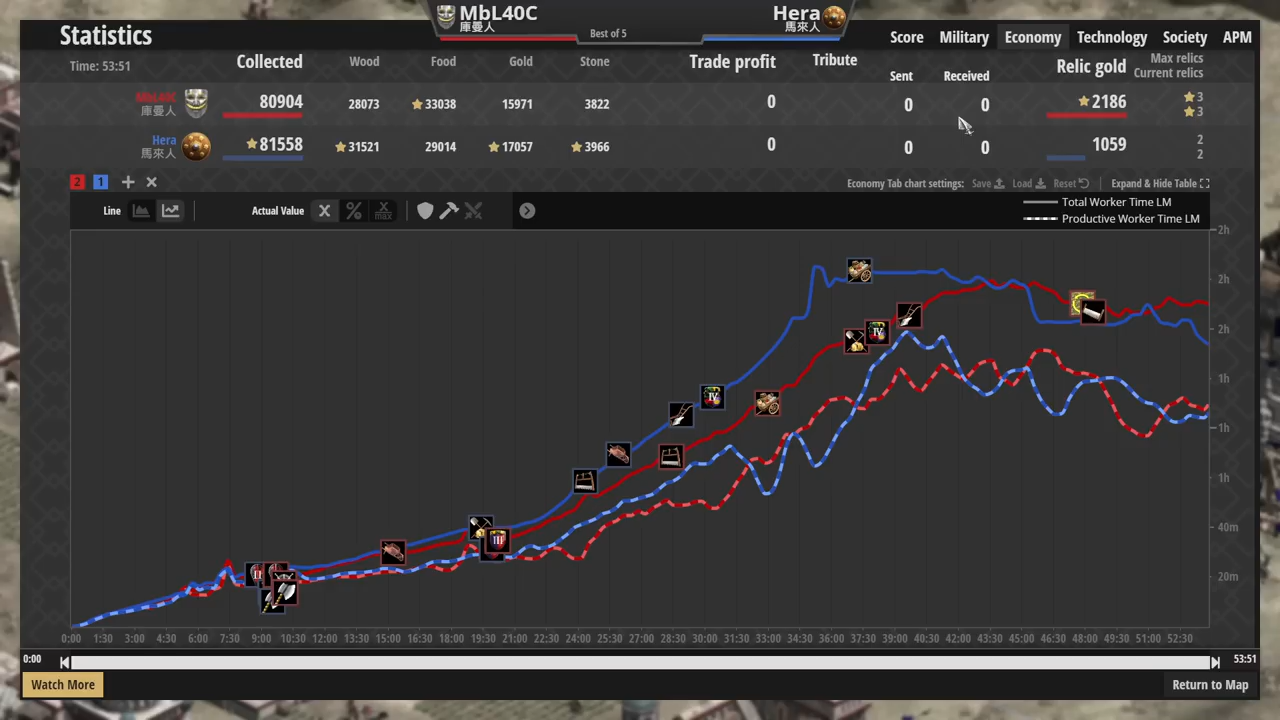 MbL40C
庫曼人
Best of 5
Hera
馬來人
Statistics
Score Military Economy Technology Society APM
Time: 53:51
Collected Wood Food Gold Stone Trade profit Tribute Sent Received Relic gold Max relics
Current relics
MbL40C 80904 28073 33038 15971 3822 0 0 0 2186 3
庫曼人 3
Hera 81558 31521 29014 17057 3966 0 0 0 1059 2
馬來人 2
2 1
Economy Tab chart settings: Save Load Reset Expand & Hide Table
Line Actual Value X % X max
Total Worker Time LM
Productive Worker Time LM
2h
2h
2h
1h
1h
1h
40m
20m
IV
IV
III
0:00 1:30 3:00 4:30 6:00 7:30 9:00 10:30 12:00 13:30 15:00 16:30 18:00 19:30 21:00 22:30 24:00 25:30 27:00 28:30 30:00 31:30 33:00 34:30 36:00 37:30 39:00 40:30 42:00 43:30 45:00 46:30 48:00 49:30 51:00 52:30
0:00 53:51
Watch More Return to Map